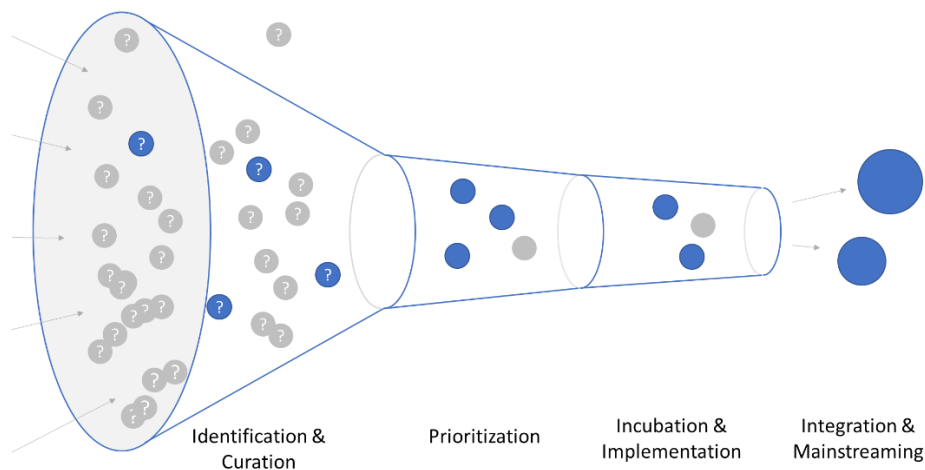 Identification &
Curation
Prioritization
Incubation &
Implementation
Integration &
Mainstreaming